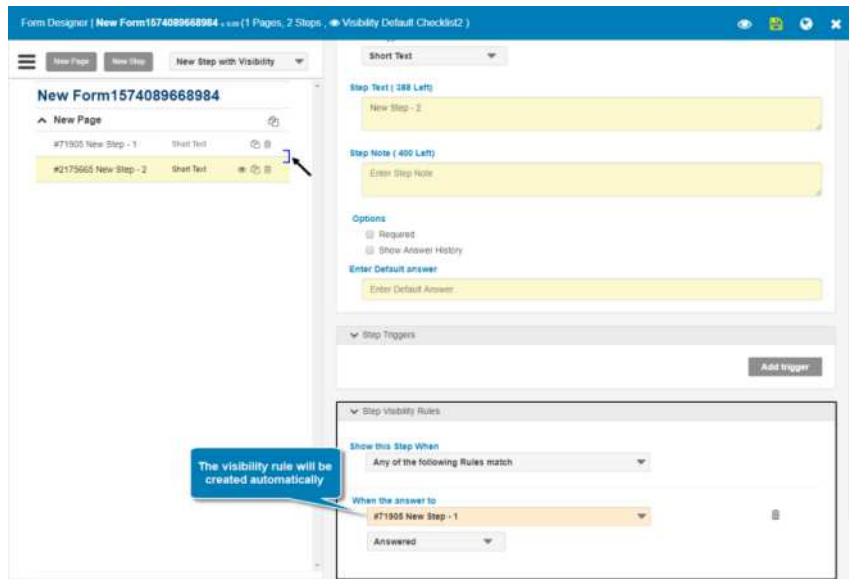 Form Designer | New Form1574089668984 v. 0.00 (1 Pages, 2 Steps , Visibility Default Checklist2 )
New Page
New Step
New Step with Visibility
New Form1574089668984
New Page
#71905 New Step - 1
Short Text
#2175665 New Step - 2
Short Text
Short Text
Step Text ( 388 Left)
New Step - 2
Step Note ( 400 Left)
Enter Step Note
Options
Required
Show Answer History
Enter Default answer
Enter Default Answer
Step Triggers
Add trigger
Step Visibility Rules
Show this Step When
Any of the following Rules match
The visibility rule will be
created automatically
When the answer to
#71905 New Step - 1
Answered